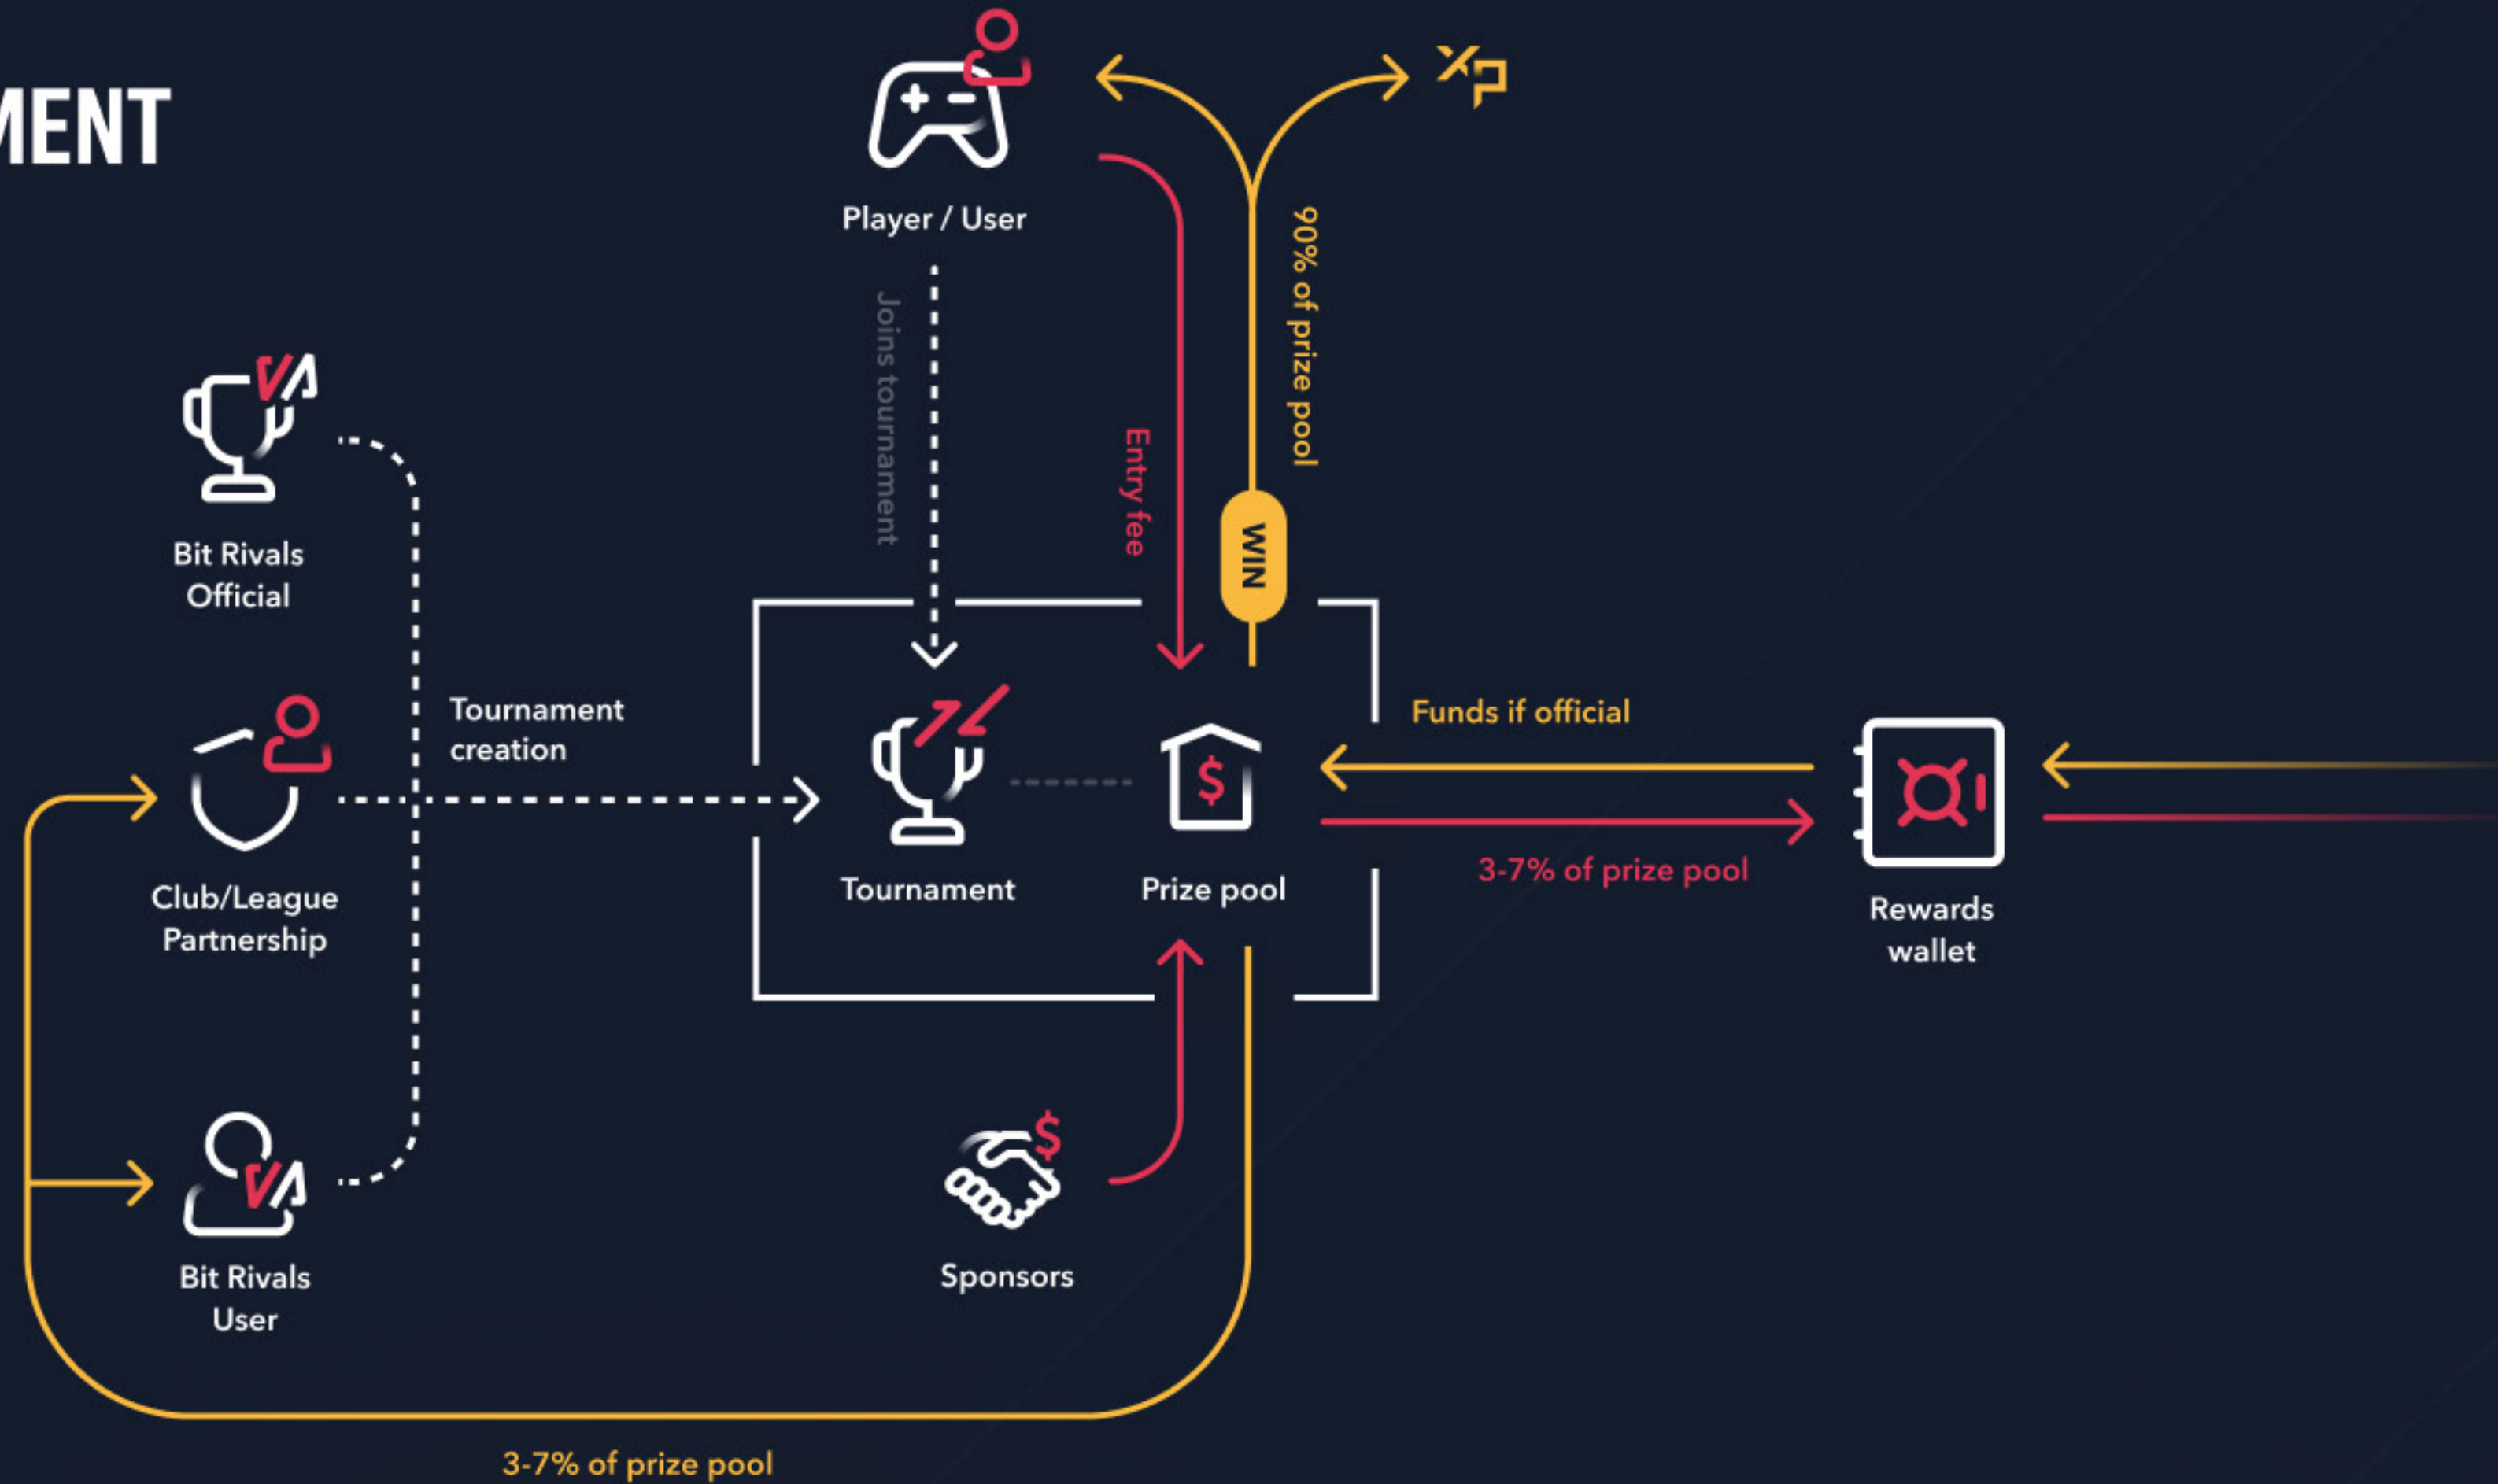 MENT
XP
Player / User
Joins tournament
Entry fee
90% of prize pool
WIN
Bit Rivals
Official
Tournament
creation
Club/League
Partnership
Tournament
$
Prize pool
Funds if official
3-7% of prize pool
Rewards
wallet
$
Sponsors
Bit Rivals
User
3-7% of prize pool